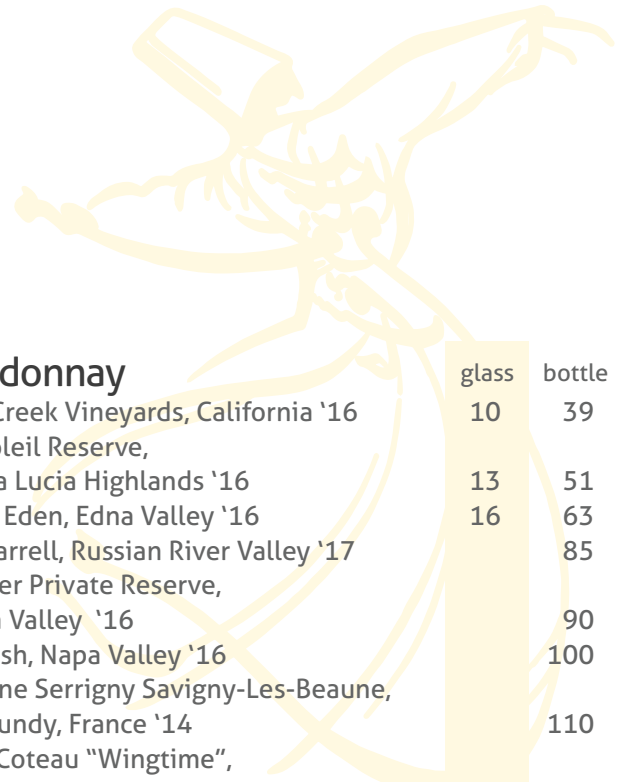 donnay glass bottle
Creek Vineyards, California ‘16 10 39
leil Reserve,
a Lucia Highlands ‘16 13 51
Eden, Edna Valley ‘16 16 63
arrell, Russian River Valley ‘17 85
er Private Reserve,
Valley ‘16 90
sh, Napa Valley ‘16 100
ne Serrigny Savigny-Les-Beaune,
undy, France ‘14 110
Coteau “Wingtime”,